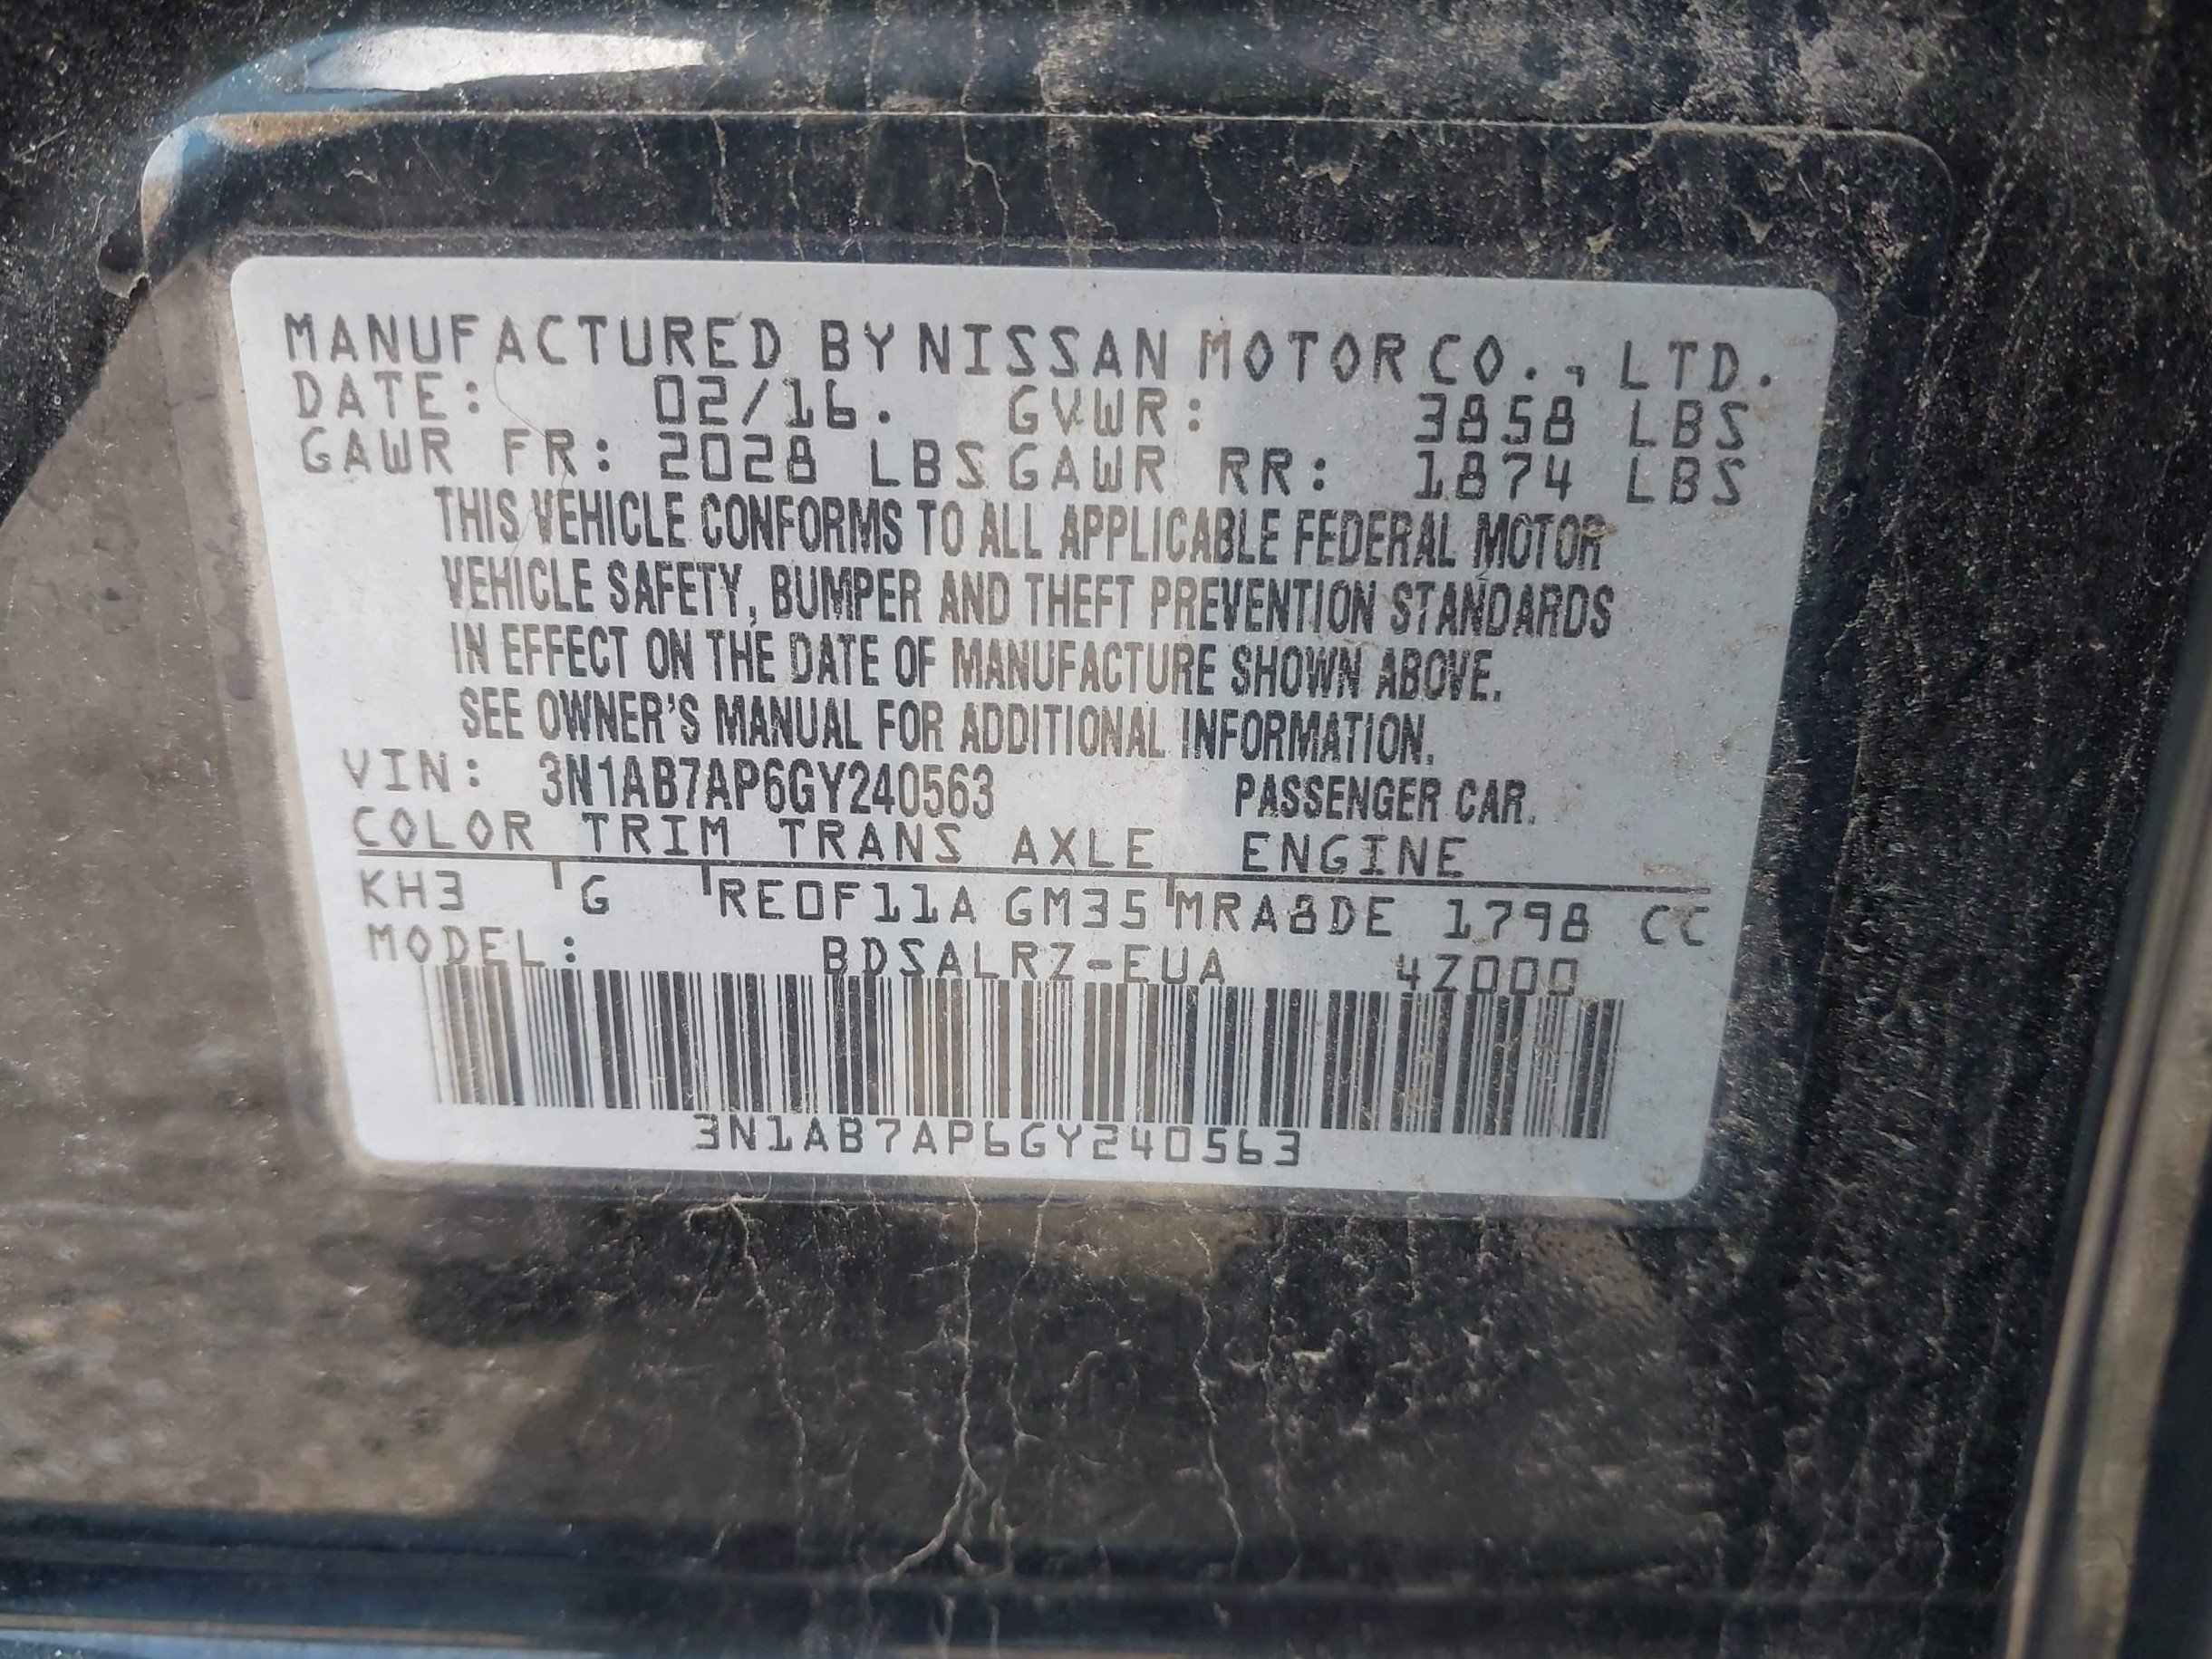 MANUFACTURED BY NISSAN MOTOR CO., LTD.
DATE: 02/16. GVWR: 3858 LBS
GAWR FR: 2028 LBS GAWR RR: 1874 LBS
THIS VEHICLE CONFORMS TO ALL APPLICABLE FEDERAL MOTOR
VEHICLE SAFETY, BUMPER AND THEFT PREVENTION STANDARDS
IN EFFECT ON THE DATE OF MANUFACTURE SHOWN ABOVE.
SEE OWNER'S MANUAL FOR ADDITIONAL INFORMATION.
VIN: 3N1AB7AP6GY240563 PASSENGER CAR.
COLOR TRIM TRANS AXLE ENGINE
KH3 G RE0F11A GM35 MRA8DE 1798 CC
MODEL: BDSALRZ-EUA 4Z000
3N1AB7AP6GY240563